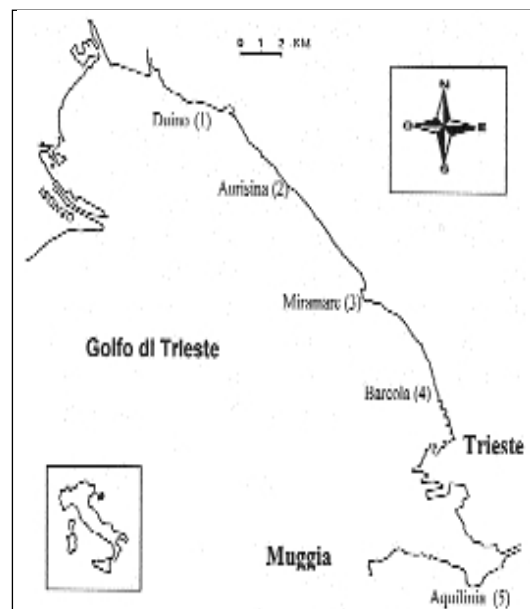 0 1 2 KM
N
O E
S
Duino (1)
Aurisina (2)
ISONZO
Miramare (3)
Golfo di Trieste
Barcola (4)
Trieste
Muggia
Aquilinia (5)